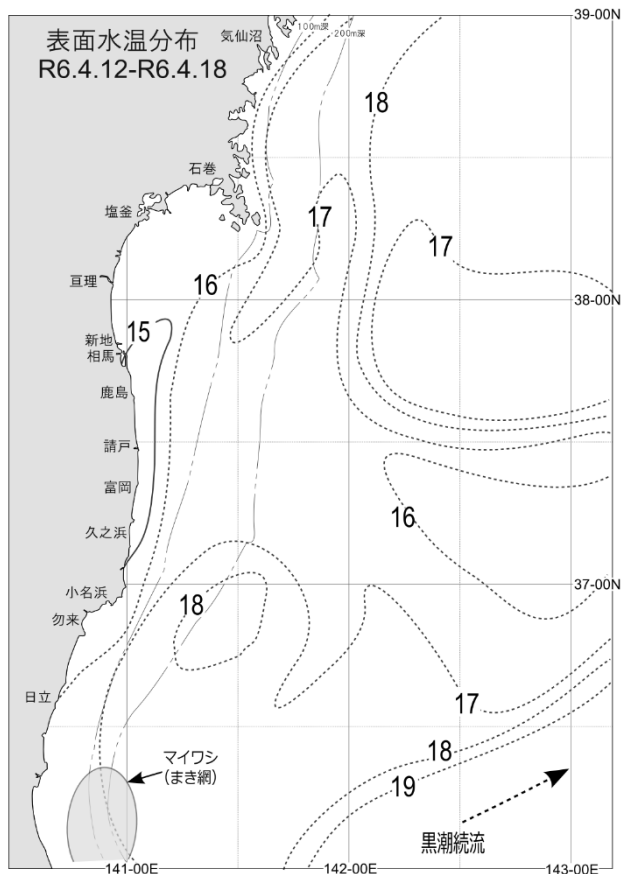 表面水温分布
R6.4.12-R6.4.18
気仙沼
100m深
200m深
39-00N
18
石巻
塩釜
17
17
亘理
16
38-00N
15
新地
相馬
鹿島
請戸
富岡
16
久之浜
37-00N
小名浜
18
勿来
日立
17
18
マイワシ
(まき網)
19
黒潮続流
141-00E
142-00E
143-00E